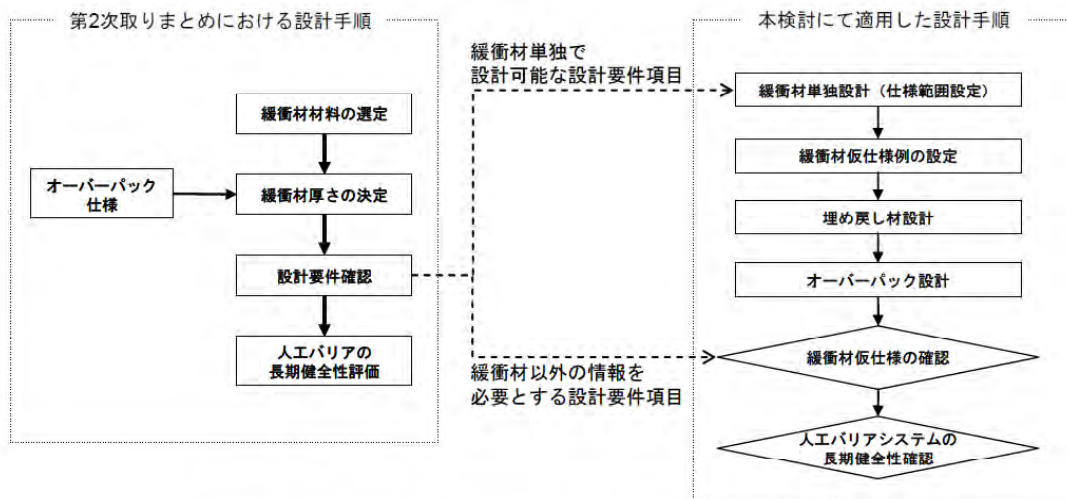 第2次取りまとめにおける設計手順
緩衝材材料の選定
オーバーパック
仕様
緩衝材厚さの決定
設計要件確認
人工バリアの
長期健全性評価
緩衝材単独で
設計可能な設計要件項目
緩衝材以外の情報を
必要とする設計要件項目
本検討にて適用した設計手順
緩衝材単独設計（仕様範囲設定）
緩衝材仮仕様例の設定
埋め戻し材設計
オーバーパック設計
緩衝材仮仕様の確認
人工バリアシステムの
長期健全性確認